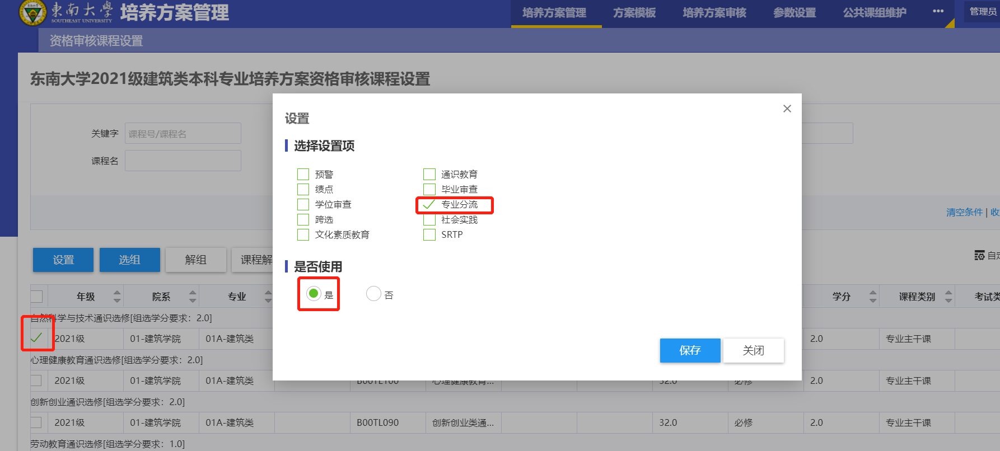 東南大學 培养方案管理 培养方案管理 方案模板 培养方案审核 参数设置 公共课组维护 ••• 管理员
SOUTHEAST UNIVERSITY
资格审核课程设置
东南大学2021级建筑类本科专业培养方案资格审核课程设置
关键字 课程号/课程名
课程名
清空条件 | 收
设置 选组 解组 课程解
自定
年级 院系 专业 学分 课程类别 考试类
自然科学与技术通识选修[组选学分要求：2.0]
2021级 01-建筑学院 01A-建筑类 2.0 专业主干课
心理健康教育通识选修[组选学分要求：2.0]
2021级 01-建筑学院 01A-建筑类 B00TL100 心理健康教育... 32.0 必修 2.0 专业主干课
创新创业通识选修[组选学分要求：2.0]
2021级 01-建筑学院 01A-建筑类 B00TL090 创新创业类通... 32.0 必修 2.0 专业主干课
劳动教育通识选修[组选学分要求：1.0]
设置
选择设置项
预警 通识教育
绩点 毕业审查
学位审查 专业分流
跨选 社会实践
文化素质教育 SRTP
是否使用
是 否
保存 关闭